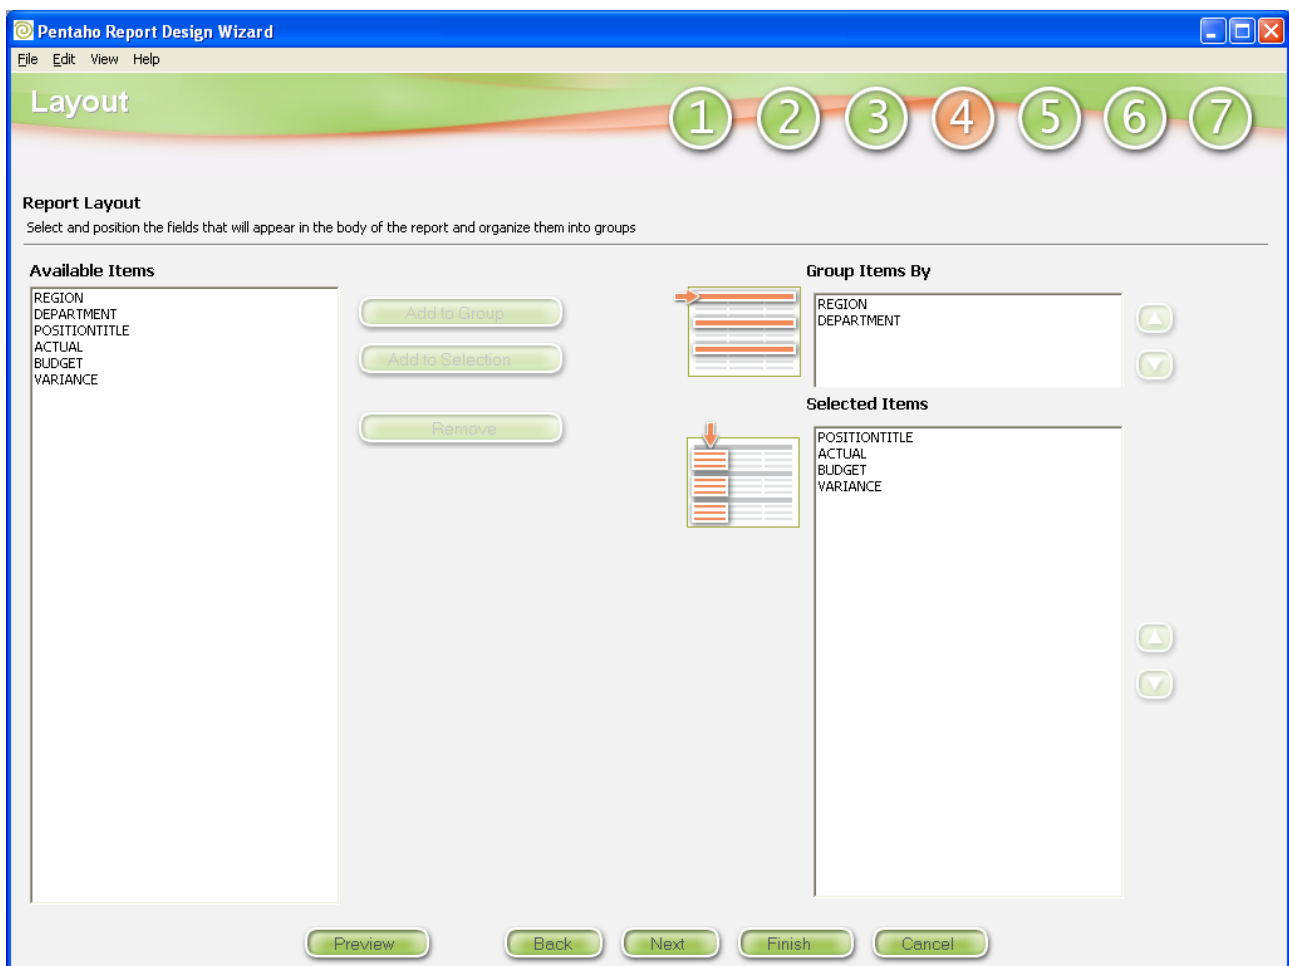 Pentaho Report Design Wizard
File Edit View Help
Layout
1 2 3 4 5 6 7
Report Layout
Select and position the fields that will appear in the body of the report and organize them into groups
Available Items
REGION
DEPARTMENT
POSITIONTITLE
ACTUAL
BUDGET
VARIANCE
Add to Group
Add to Selection
Remove
Group Items By
REGION
DEPARTMENT
Selected Items
POSITIONTITLE
ACTUAL
BUDGET
VARIANCE
Preview Back Next Finish Cancel